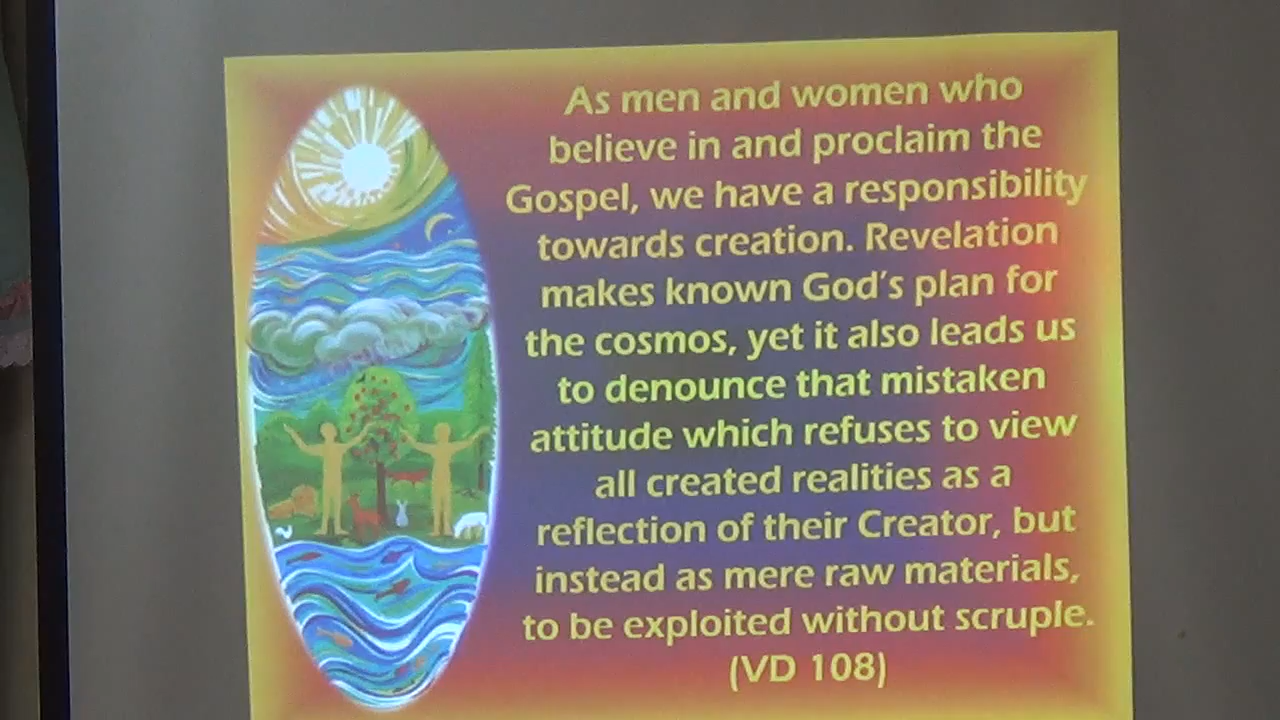 As men and women who
believe in and proclaim the
Gospel, we have a responsibility
towards creation. Revelation
makes known God's plan for
the cosmos, yet it also leads us
to denounce that mistaken
attitude which refuses to view
all created realities as a
reflection of their Creator, but
instead as mere raw materials,
to be exploited without scruple.
(VD 108)